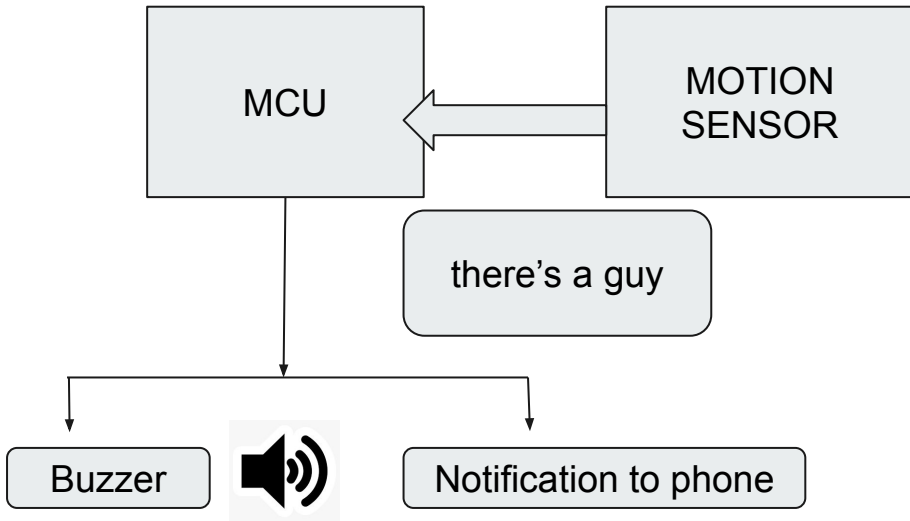 MCU
MOTION
SENSOR
there’s a guy
Buzzer
Notification to phone